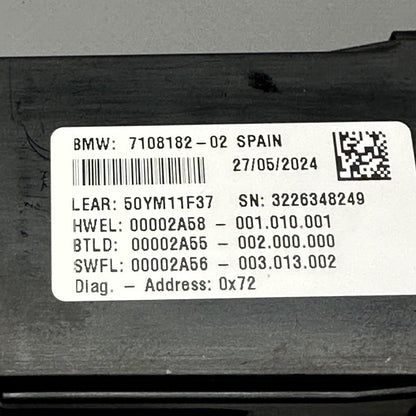 BMW: 7108182-02 SPAIN
27/05/2024
LEAR: 50YM11F37 SN: 3226348249
HWEL: 00002A58 - 001.010.001
BTLD: 00002A55 - 002.000.000
SWFL: 00002A56 - 003.013.002
Diag. - Address: 0x72